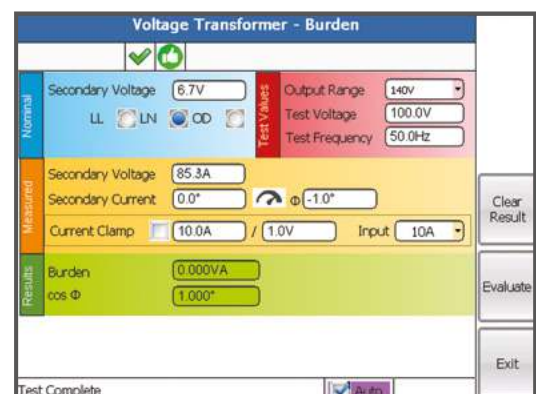 Voltage Transformer - Burden
Nominal
Secondary Voltage 6.7V
LL LN OD
Test Values
Output Range 140V
Test Voltage 100.0V
Test Frequency 50.0Hz
Measured
Secondary Voltage 85.3A
Secondary Current 0.0° Φ -1.0°
Current Clamp 10.0A / 1.0V Input 10A
Results
Burden 0.000VA
cos Φ 1.000°
Clear
Result
Evaluate
Exit
Test Complete Auto